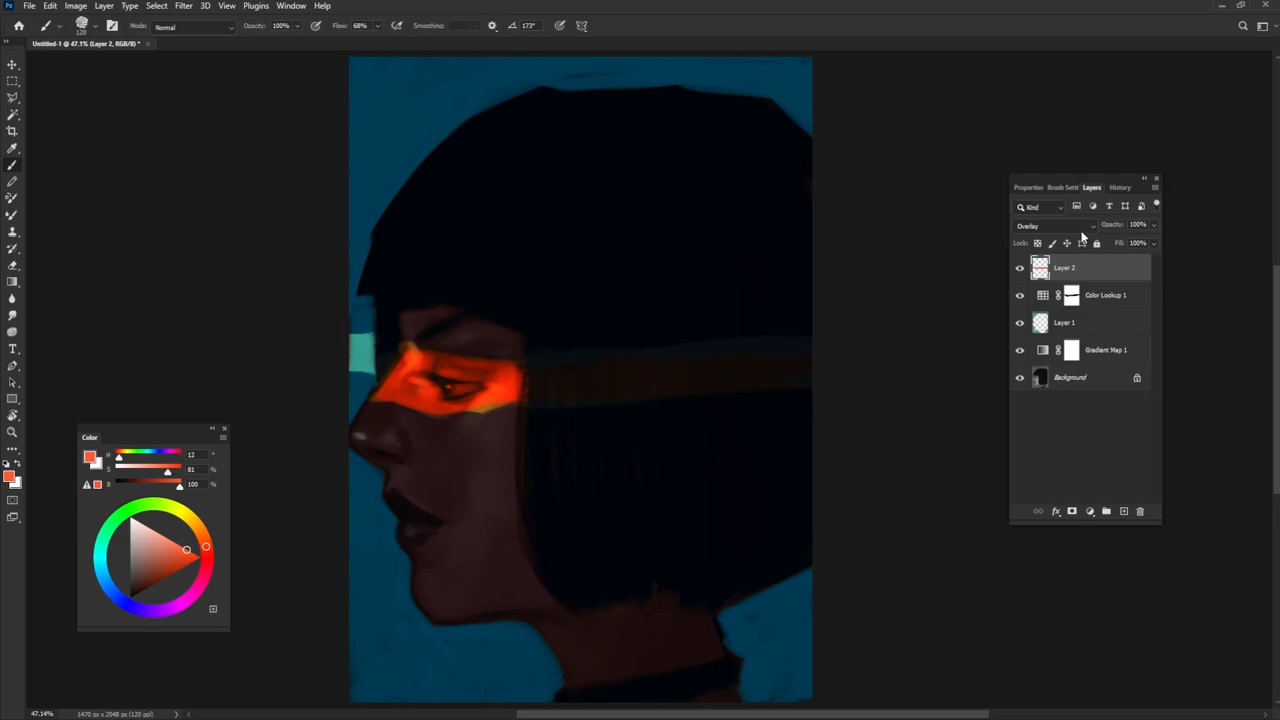 Ps File Edit Image Layer Type Select Filter 3D View Plugins Window Help
120 Mode: Normal Opacity: 100% Flow: 68% Smoothing: 173°
Untitled-1 @ 47.1% (Layer 2, RGB/8) *
Properties Brush Setti Layers History
Kind
Overlay Opacity: 100%
Lock: Fill: 100%
Layer 2
Color Lookup 1
Layer 1
Gradient Map 1
Background
Color
H 12 °
S 81 %
B 100 %
47.14% 1470 px x 2048 px (120 ppi)